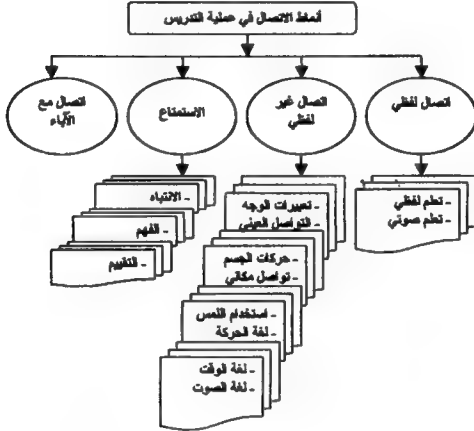 أنماط الاتصال في عملية التدريس
اتصال لفظي
اتصال غير
لفظي
الاستمتاع
اتصال مع
الآباء
- تعلم لفظي
- تعلم صوتي
- تعبيرات الوجه
- التواصل العيني
- حركات الجسم
- تواصل مكاني
- استخدام اللمس
- لغة الحركة
- لغة الوقت
- لغة الصوت
- الانتباه
- الفهم
- التقييم